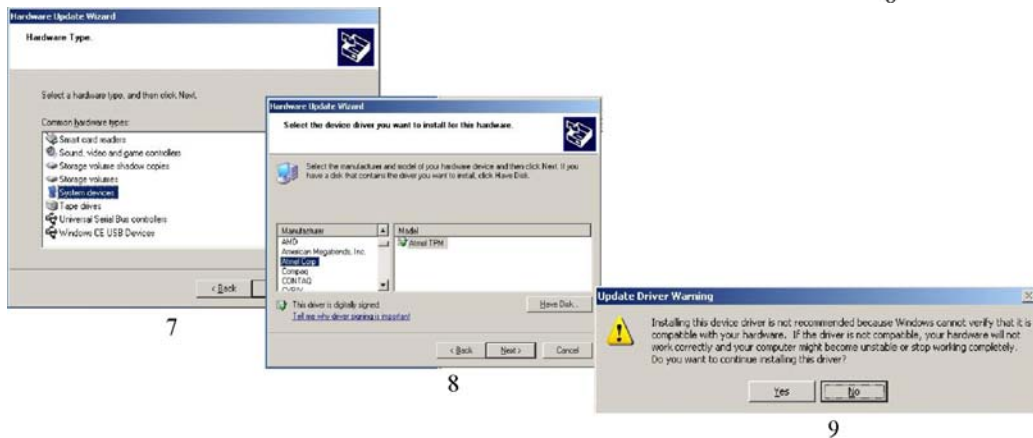 Hardware Update Wizard
Hardware Type.
Select a hardware type, and then click Next.
Common hardware types:
Smart card readers
Sound, video and game controllers
Storage volume shadow copies
Storage volumes
System devices
Tape drives
Universal Serial Bus controllers
Windows CE USB Devices
< Back
7
Hardware Update Wizard
Select the device driver you want to install for this hardware.
Select the manufacturer and model of your hardware device and then click Next. If you
have a disk that contains the driver you want to install, click Have Disk.
Manufacturer
Model
AMD
American Megatrends, Inc.
Atmel Corp.
Compaq
CONTAQ
Atmel TPM
This driver is digitally signed.
Tell me why driver signing is important
Have Disk...
< Back
Next >
Cancel
8
Update Driver Warning
Installing this device driver is not recommended because Windows cannot verify that it is
compatible with your hardware. If the driver is not compatible, your hardware will not
work correctly and your computer might become unstable or stop working completely.
Do you want to continue installing this driver?
Yes
No
9